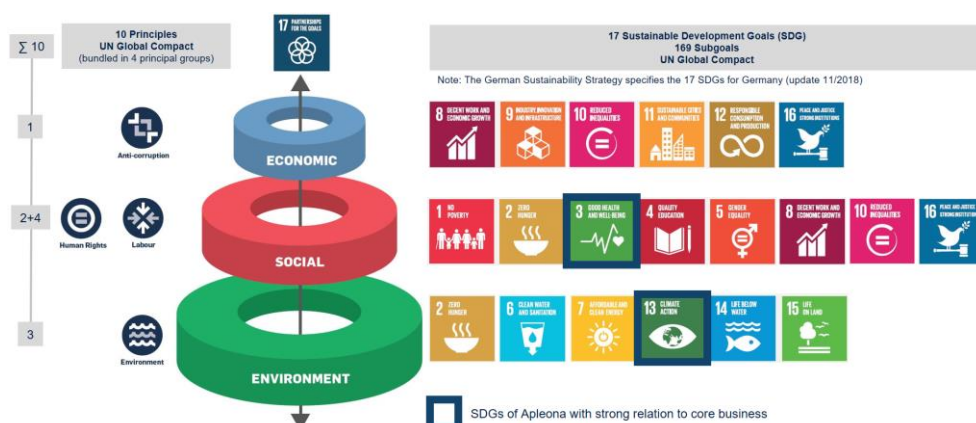 ∑ 10
10 Principles
UN Global Compact
(bundled in 4 principal groups)
17 PARTNERSHIPS
FOR THE GOALS
17 Sustainable Development Goals (SDG)
169 Subgoals
UN Global Compact
Note: The German Sustainability Strategy specifies the 17 SDGs for Germany (update 11/2018)
1
Anti-corruption
ECONOMIC
8 DECENT WORK AND
ECONOMIC GROWTH
9 INDUSTRY, INNOVATION
AND INFRASTRUCTURE
10 REDUCED
INEQUALITIES
11 SUSTAINABLE CITIES
AND COMMUNITIES
12 RESPONSIBLE
CONSUMPTION
AND PRODUCTION
16 PEACE AND JUSTICE
STRONG INSTITUTIONS
2+4
Human Rights
Labour
SOCIAL
1 NO
POVERTY
2 ZERO
HUNGER
3 GOOD HEALTH
AND WELL-BEING
4 QUALITY
EDUCATION
5 GENDER
EQUALITY
8 DECENT WORK AND
ECONOMIC GROWTH
10 REDUCED
INEQUALITIES
16 PEACE AND JUSTICE
STRONG INSTITUTIONS
3
Environment
ENVIRONMENT
2 ZERO
HUNGER
6 CLEAN WATER
AND SANITATION
7 AFFORDABLE AND
CLEAN ENERGY
13 CLIMATE
ACTION
14 LIFE BELOW
WATER
15 LIFE
ON LAND
SDGs of Apleona with strong relation to core business